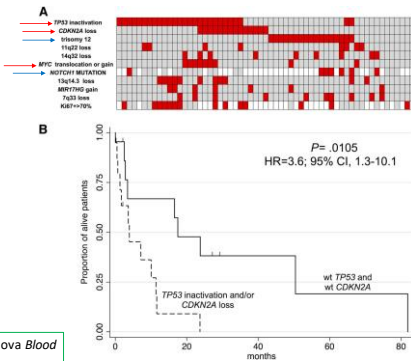 A
TP53 inactivation
CDKN2A loss
trisomy 12
11q22 loss
14q32 loss
MYC translocation or gain
NOTCH1 MUTATION
13q14.3 loss
MIR17HG gain
7q33 loss
Ki67<=>70%
B
1.00
P= .0105
HR=3.6; 95% CI, 1.3-10.1
0.75
Proportion of alive patients
0.50
0.25
wt TP53 and
wt CDKN2A
TP53 inactivation and/or
CDKN2A loss
0.00
0 20 40 60 80
months
ova Blood